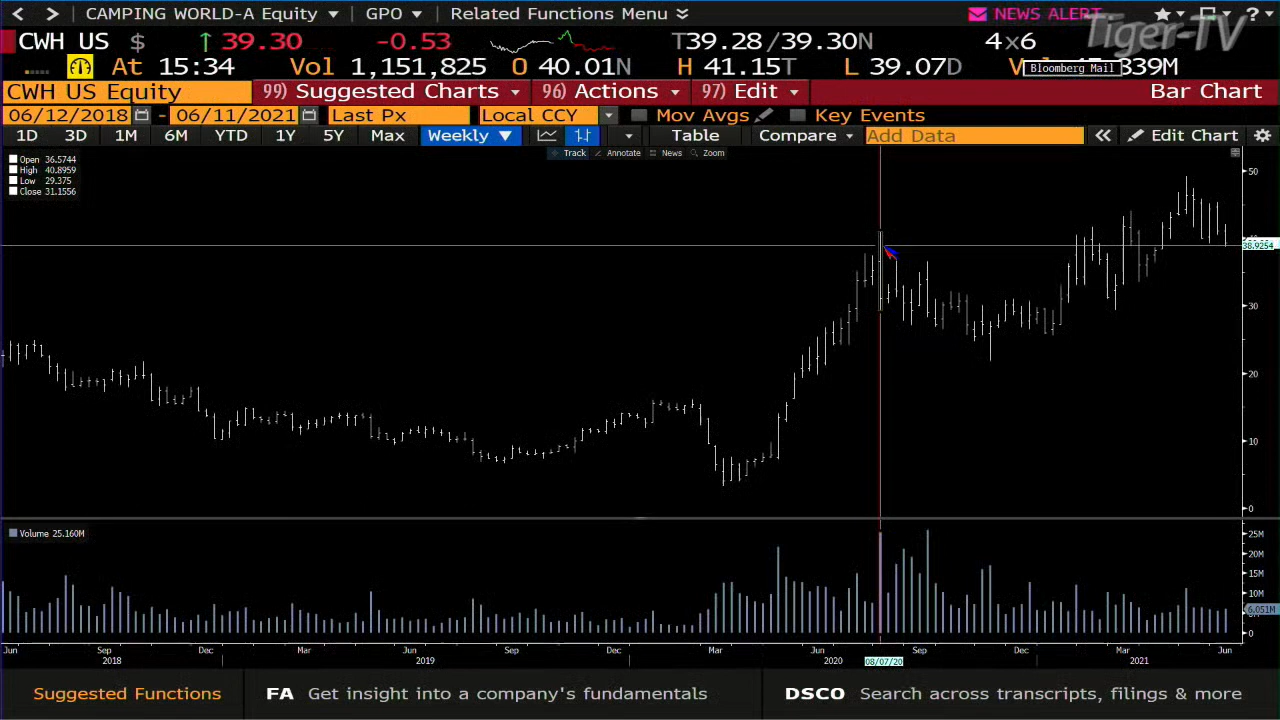 CAMPING WORLD-A Equity GPO Related Functions Menu NEWS ALERT ?
Tiger-TV
CWH US $ ↑ 39.30 -0.53 T39.28/39.30N 4×6
At 15:34 Vol 1,151,825 O 40.01N H 41.15T L 39.07D
Bloomberg Mail
CWH US Equity 99) Suggested Charts 96) Actions 97) Edit Bar Chart
06/12/2018 - 06/11/2021 Last Px Local CCY Mov Avgs Key Events
1D 3D 1M 6M YTD 1Y 5Y Max Weekly ▼ Table Compare Add Data « Edit Chart
Track Annotate News Zoom
Open 36.5744
High 40.8959
Low 29.375
Close 31.1556
50
38.9254
30
20
10
0
Volume 25.160M
25M
20M
15M
10M
6.051M
0
Jun Sep Dec Mar Jun Sep Dec Jun Sep Dec Mar Jun
2018 2019 2020 08/07/20 2021
Suggested Functions FA Get insight into a company's fundamentals DSCO Search across transcripts, filings & more